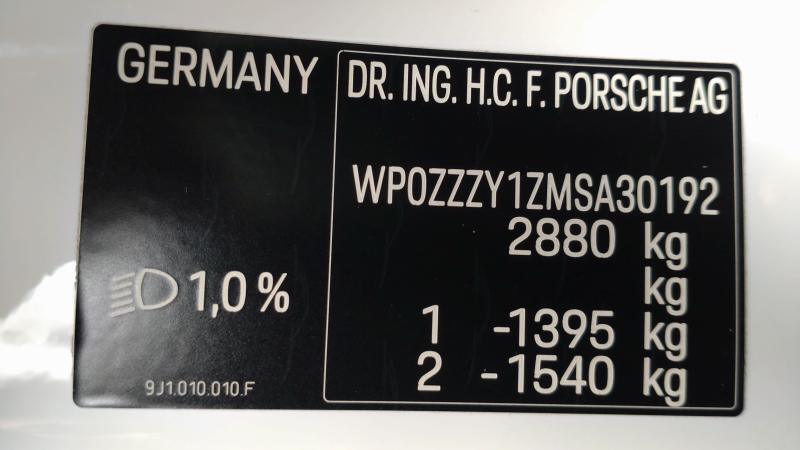 GERMANY
DR. ING. H.C. F. PORSCHE AG
WP0ZZZY1ZMSA30192
2880 kg
kg
1 -1395 kg
2 -1540 kg
1,0 %
9J1.010.010.F